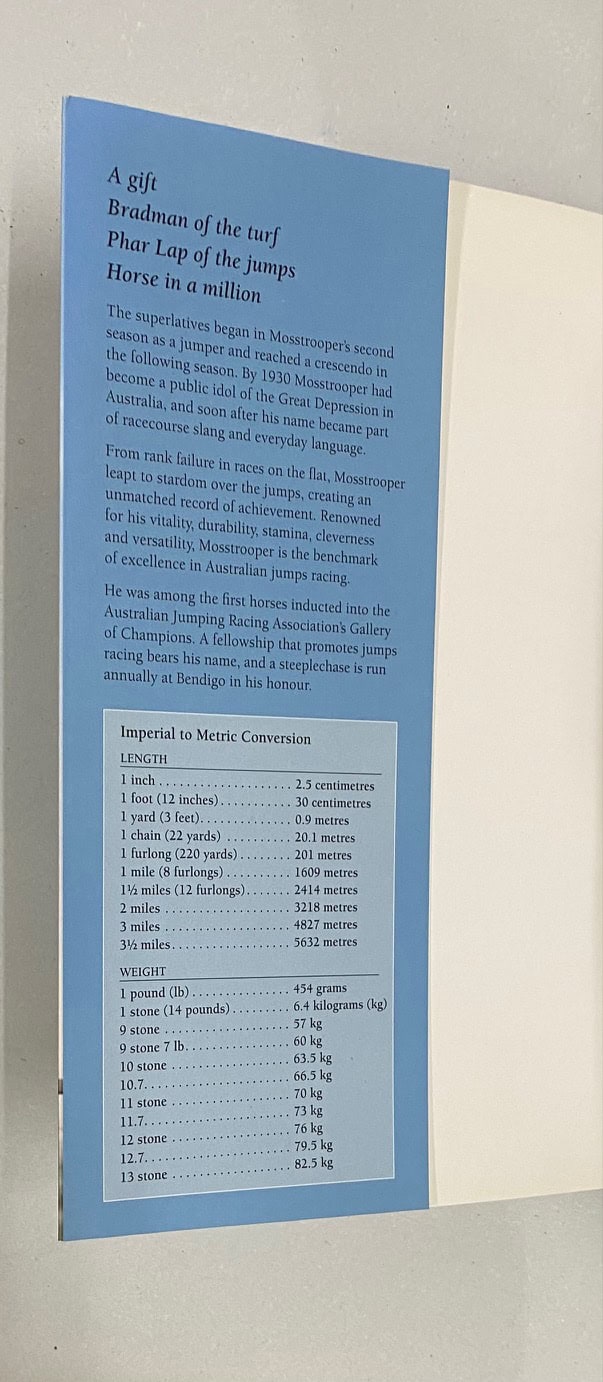 A gift
Bradman of the turf
Phar Lap of the jumps
Horse in a million
The superlatives began in Mosstrooper's second
season as a jumper and reached a crescendo in
the following season. By 1930 Mosstrooper had
become a public idol of the Great Depression in
Australia, and soon after his name became part
of racecourse slang and everyday language.
From rank failure in races on the flat, Mosstrooper
leapt to stardom over the jumps, creating an
unmatched record of achievement. Renowned
for his vitality, durability, stamina, cleverness
and versatility, Mosstrooper is the benchmark
of excellence in Australian jumps racing.
He was among the first horses inducted into the
Australian Jumping Racing Association's Gallery
of Champions. A fellowship that promotes jumps
racing bears his name, and a steeplechase is run
annually at Bendigo in his honour.
Imperial to Metric Conversion
LENGTH
1 inch . . . . . . . . . . . . . . . . . . . . 2.5 centimetres
1 foot (12 inches) . . . . . . . . . . . 30 centimetres
1 yard (3 feet). . . . . . . . . . . . . . 0.9 metres
1 chain (22 yards) . . . . . . . . . . 20.1 metres
1 furlong (220 yards) . . . . . . . . 201 metres
1 mile (8 furlongs) . . . . . . . . . . 1609 metres
1½ miles (12 furlongs). . . . . . . 2414 metres
2 miles . . . . . . . . . . . . . . . . . . . 3218 metres
3 miles . . . . . . . . . . . . . . . . . . . 4827 metres
3½ miles. . . . . . . . . . . . . . . . . . 5632 metres
WEIGHT
1 pound (lb) . . . . . . . . . . . . . . . 454 grams
1 stone (14 pounds) . . . . . . . . . 6.4 kilograms (kg)
9 stone . . . . . . . . . . . . . . . . . . . 57 kg
9 stone 7 lb. . . . . . . . . . . . . . . . 60 kg
10 stone . . . . . . . . . . . . . . . . . . 63.5 kg
10.7. . . . . . . . . . . . . . . . . . . . . . 66.5 kg
11 stone . . . . . . . . . . . . . . . . . . 70 kg
11.7. . . . . . . . . . . . . . . . . . . . . . 73 kg
12 stone . . . . . . . . . . . . . . . . . . 76 kg
12.7. . . . . . . . . . . . . . . . . . . . . . 79.5 kg
13 stone . . . . . . . . . . . . . . . . . . 82.5 kg